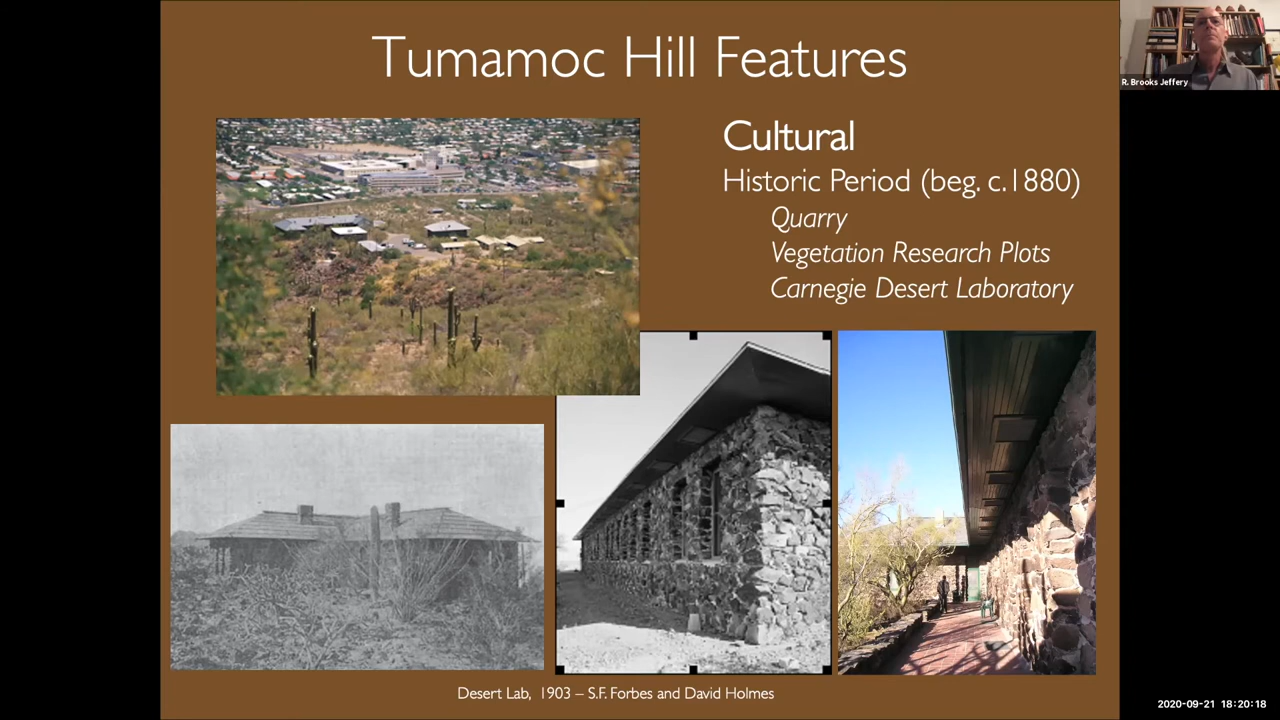 Tumamoc Hill Features
Cultural
Historic Period (beg. c.1880)
Quarry
Vegetation Research Plots
Carnegie Desert Laboratory
Desert Lab, 1903 – S.F. Forbes and David Holmes
R. Brooks Jeffery
2020-09-21 18:20:18